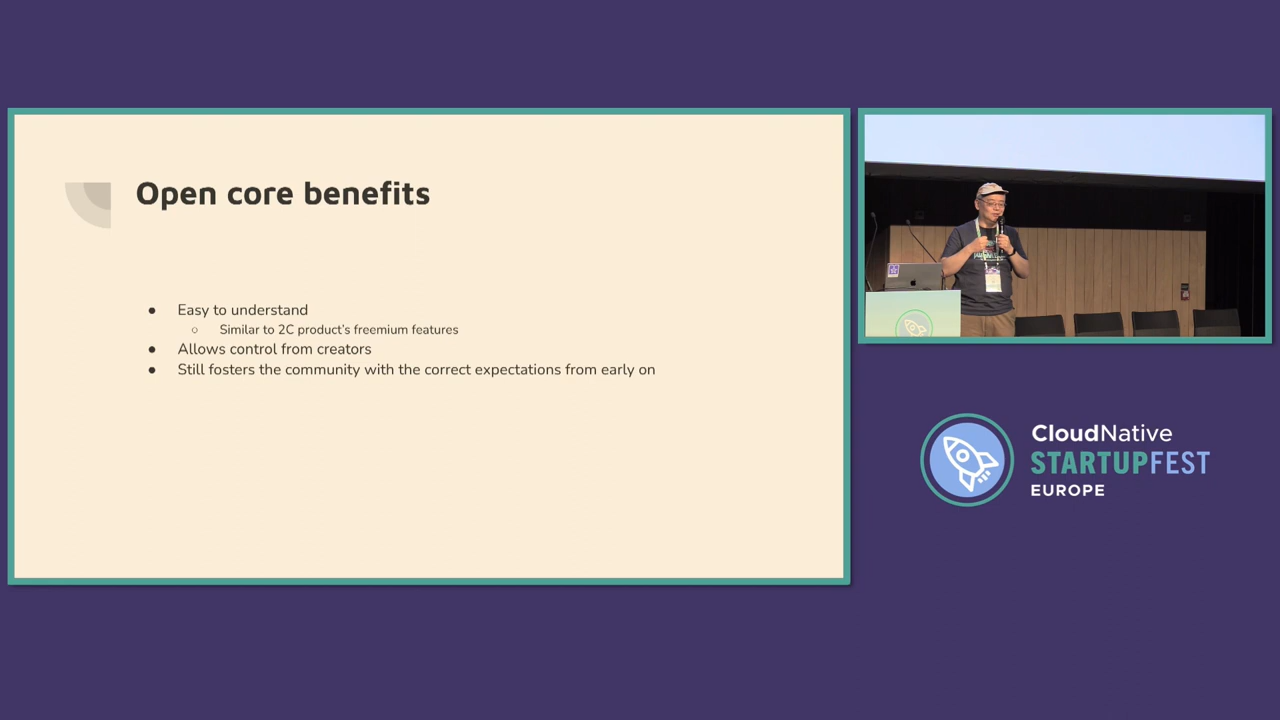 Open core benefits
● Easy to understand
○ Similar to 2C product's freemium features
● Allows control from creators
● Still fosters the community with the correct expectations from early on
CloudNative
STARTUPFEST
EUROPE